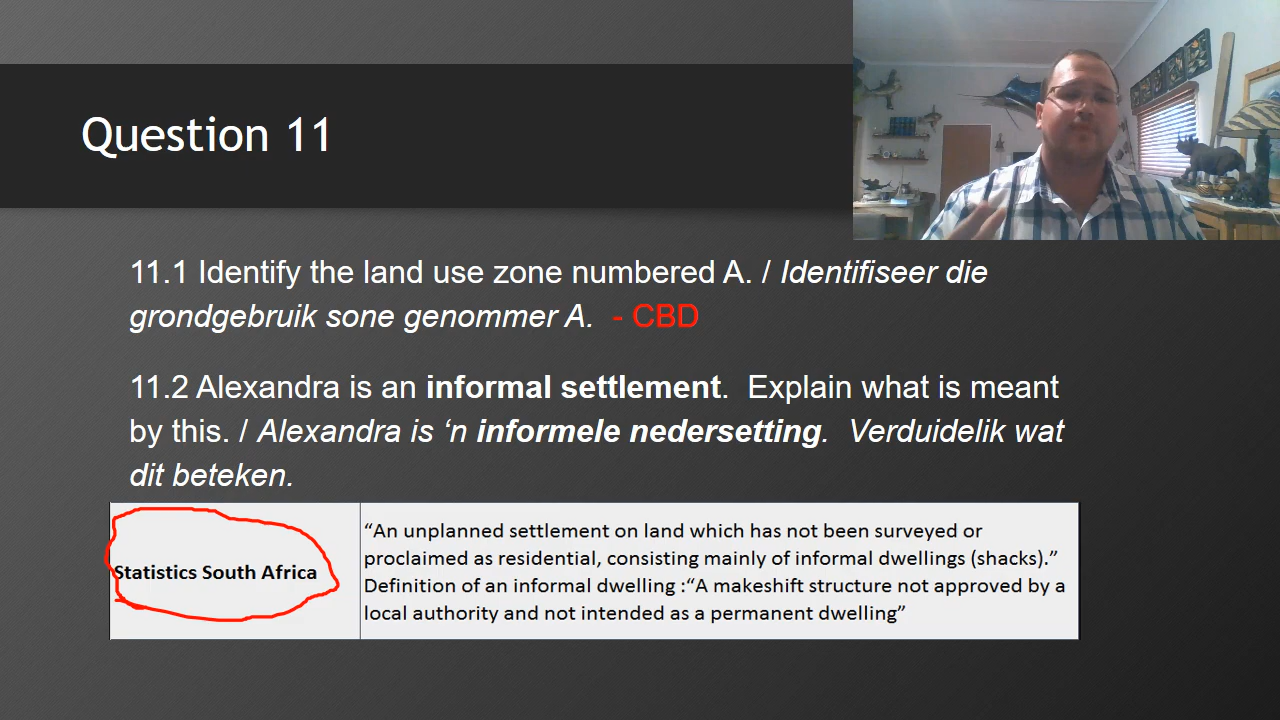 Question 11
11.1 Identify the land use zone numbered A. / Identifiseer die
grondgebruik sone genommer A. - CBD
11.2 Alexandra is an informal settlement. Explain what is meant
by this. / Alexandra is ‘n informele nedersetting. Verduidelik wat
dit beteken.
Statistics South Africa
“An unplanned settlement on land which has not been surveyed or
proclaimed as residential, consisting mainly of informal dwellings (shacks).”
Definition of an informal dwelling :“A makeshift structure not approved by a
local authority and not intended as a permanent dwelling”